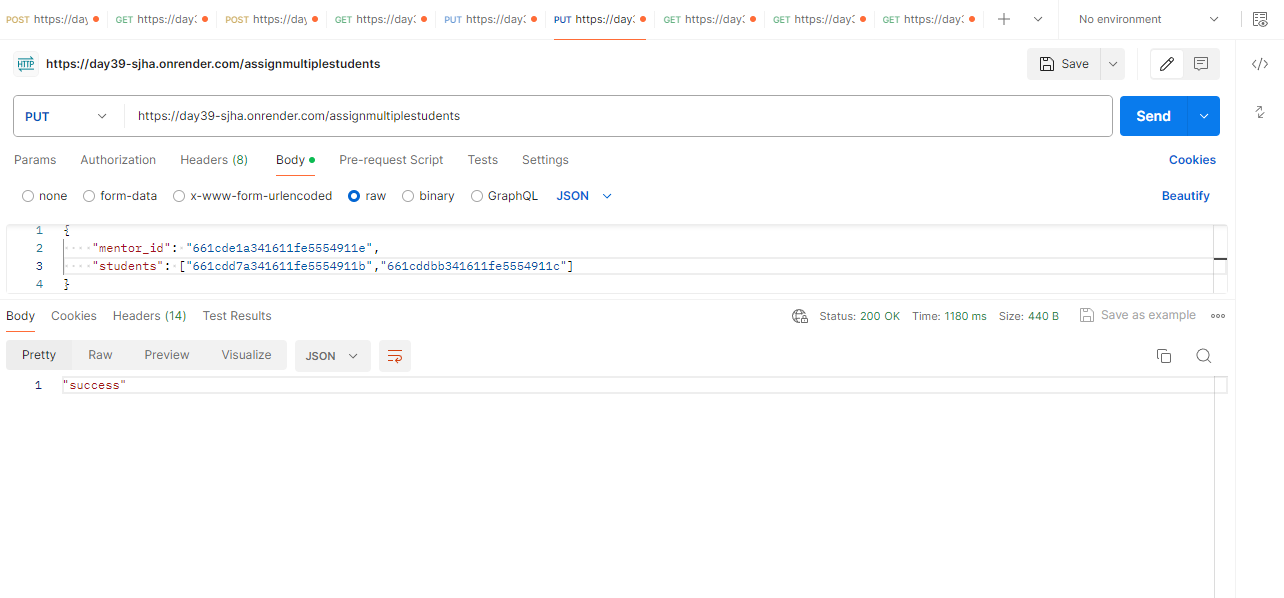 POST https://day GET https://day3 POST https://day GET https://day3 PUT https://day3 PUT https://day3 GET https://day3 GET https://day3 GET https://day3 No environment
HTTP https://day39-sjha.onrender.com/assignmultiplestudents Save
PUT https://day39-sjha.onrender.com/assignmultiplestudents Send
Params Authorization Headers (8) Body Pre-request Script Tests Settings Cookies
none form-data x-www-form-urlencoded raw binary GraphQL JSON Beautify
1 {
2 "mentor_id": "661cde1a341611fe5554911e",
3 "students": ["661cdd7a341611fe5554911b","661cddbb341611fe5554911c"]
4 }
Body Cookies Headers (14) Test Results Status: 200 OK Time: 1180 ms Size: 440 B Save as example
Pretty Raw Preview Visualize JSON
1 "success"